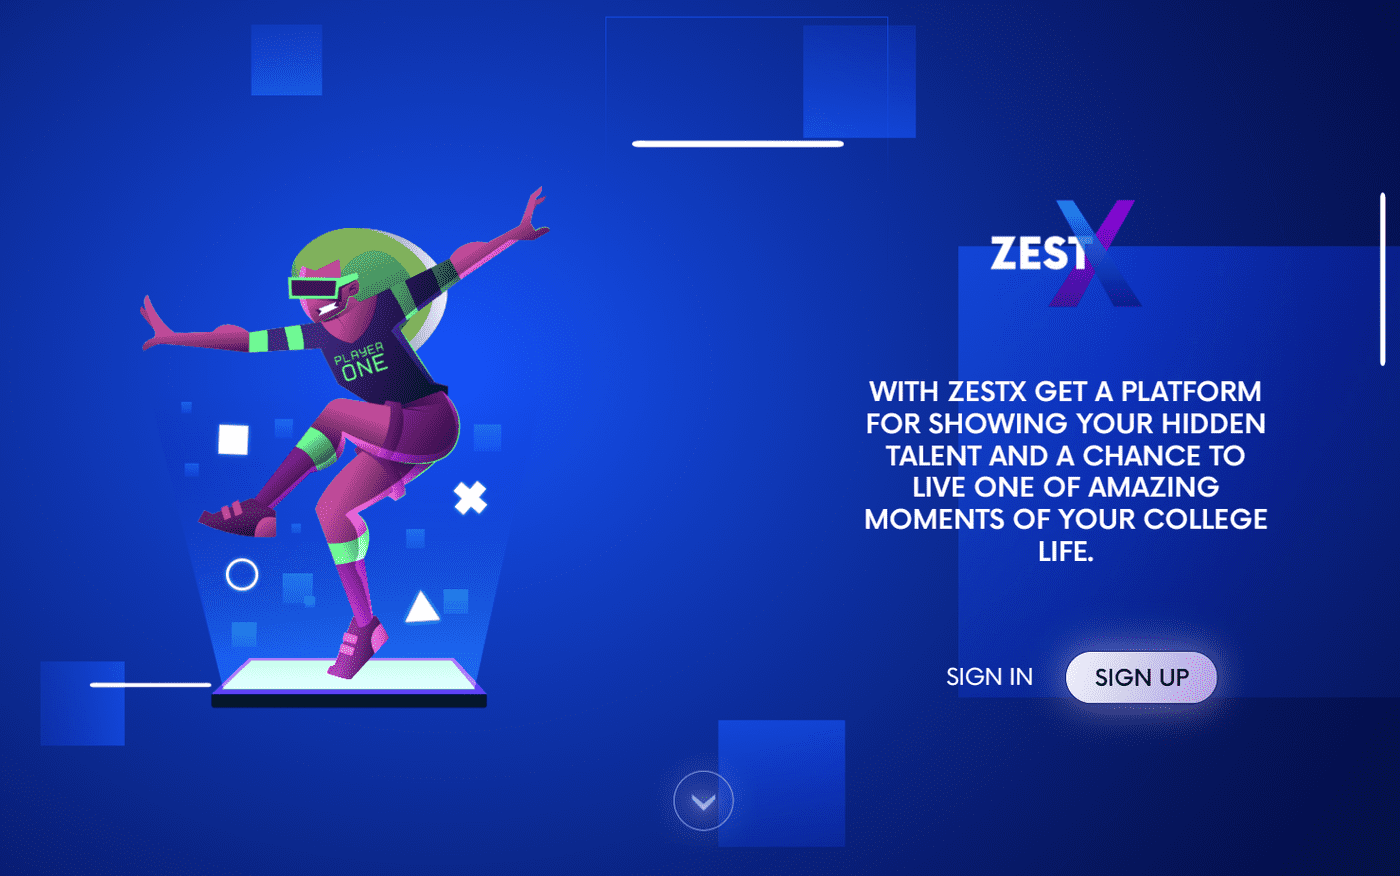 ZESTX
PLAYER
ONE
WITH ZESTX GET A PLATFORM
FOR SHOWING YOUR HIDDEN
TALENT AND A CHANCE TO
LIVE ONE OF AMAZING
MOMENTS OF YOUR COLLEGE
LIFE.
SIGN IN
SIGN UP